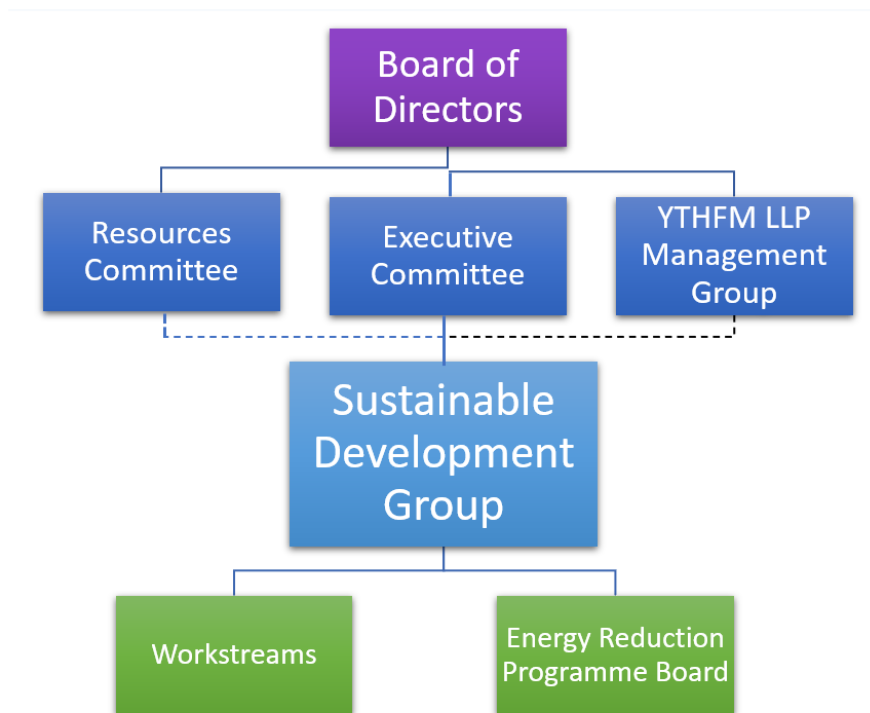 Board of
Directors
Resources
Committee
Executive
Committee
YTHFM LLP
Management
Group
Sustainable
Development
Group
Workstreams
Energy Reduction
Programme Board